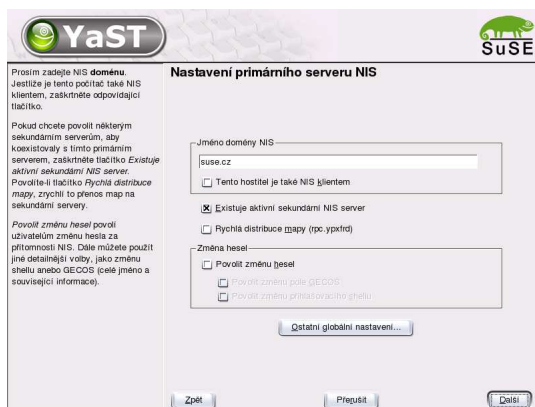 YaST
SuSE
Prosím zadejte NIS doménu.
Jestliže je tento počítač také NIS
klientem, zaškrtněte odpovídající
tlačítko.
Pokud chcete povolit některým
sekundárním serverům, aby
koexistovaly s tímto primárním
serverem, zaškrtněte tlačítko Existuje
aktivní sekundární NIS server.
Povolíte-li tlačítko Rychlá distribuce
mapy, zrychlí to přenos map na
sekundární servery.
Povolit změnu hesel povolí
uživatelům změnu hesla za
přítomnosti NIS. Dále můžete použít
jiné detailnější volby, jako změnu
shellu anebo GECOS (celé jméno a
související informace).
Nastavení primárního serveru NIS
Jméno domény NIS
suse.cz
Tento hostitel je také NIS klientem
Existuje aktivní sekundární NIS server
Rychlá distribuce mapy (rpc.ypxfrd)
Změna hesel
Povolit změnu hesel
Povolit změnu pole GECOS
Povolit změnu přihlašovacího shellu
Ostatní globální nastavení...
Zpět
Přerušit
Další